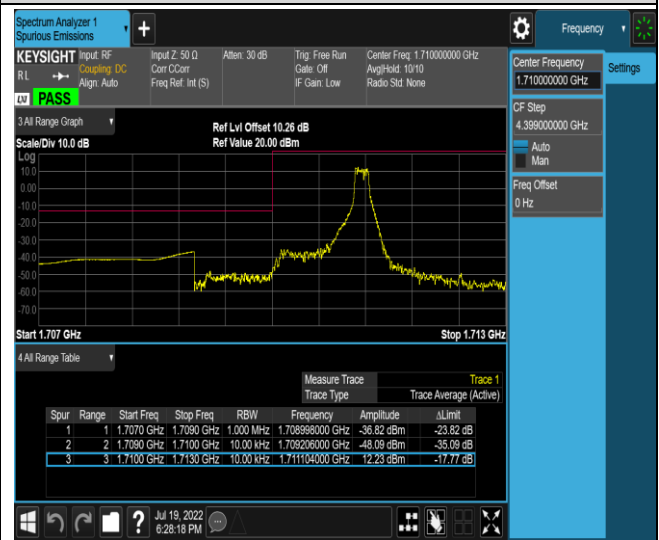 Spectrum Analyzer 1
Spurious Emissions
+
Frequency
KEYSIGHT
RL
Input: RF
Coupling: DC
Align: Auto
Input Z: 50 Ω
Corr CCorr
Freq Ref: Int (S)
Atten: 30 dB
Trig: Free Run
Gate: Off
IF Gain: Low
Center Freq: 1.710000000 GHz
Avg|Hold: 10/10
Radio Std: None
LXI PASS
Center Frequency
1.710000000 GHz
Settings
CF Step
4.399000000 GHz
Auto
Man
Freq Offset
0 Hz
3 All Range Graph
Scale/Div 10.0 dB
Ref Lvl Offset 10.26 dB
Ref Value 20.00 dBm
Log
10.0
0.00
-10.0
-20.0
-30.0
-40.0
-50.0
-60.0
-70.0
Start 1.707 GHz Stop 1.713 GHz
4 All Range Table
Measure Trace Trace 1
Trace Type Trace Average (Active)
Spur Range Start Freq Stop Freq RBW Frequency Amplitude ΔLimit
1 1 1.7070 GHz 1.7090 GHz 1.000 MHz 1.708998000 GHz -36.82 dBm -23.82 dB
2 2 1.7090 GHz 1.7100 GHz 10.00 kHz 1.709206000 GHz -48.09 dBm -35.09 dB
3 3 1.7100 GHz 1.7130 GHz 10.00 kHz 1.711104000 GHz 12.23 dBm -17.77 dB
?
Jul 19, 2022
6:28:18 PM